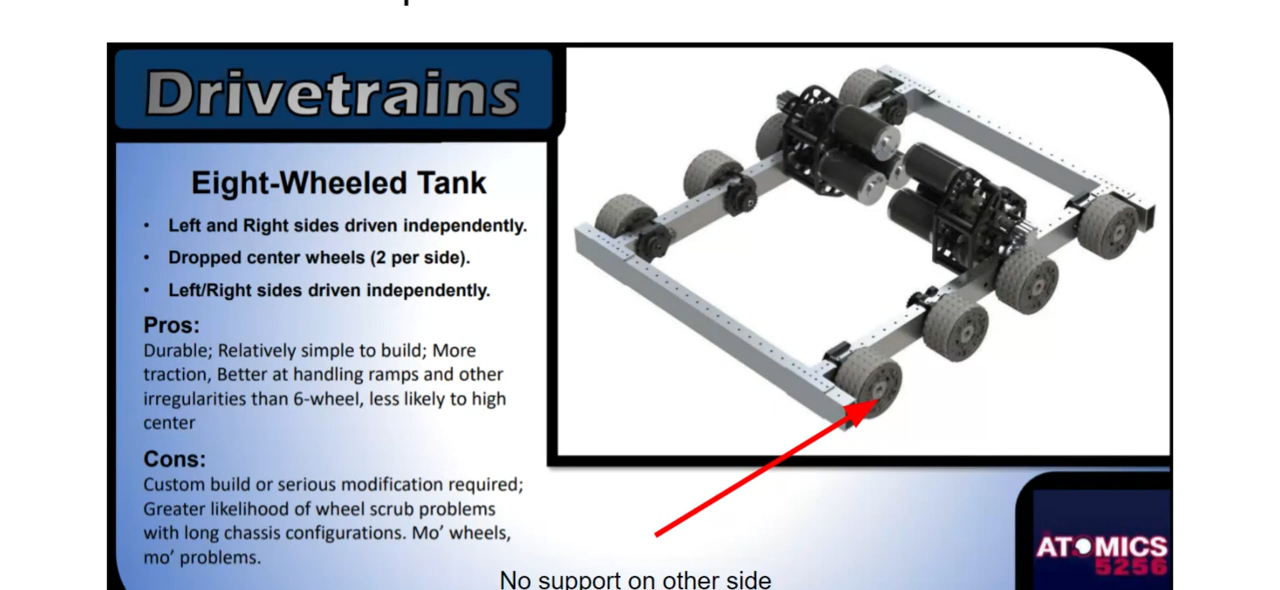 Drivetrains
Eight-Wheeled Tank
• Left and Right sides driven independently.
• Dropped center wheels (2 per side).
• Left/Right sides driven independently.
Pros:
Durable; Relatively simple to build; More
traction, Better at handling ramps and other
irregularities than 6-wheel, less likely to high
center
Cons:
Custom build or serious modification required;
Greater likelihood of wheel scrub problems
with long chassis configurations. Mo’ wheels,
mo’ problems.
ATOMICS
5256
No support on other side